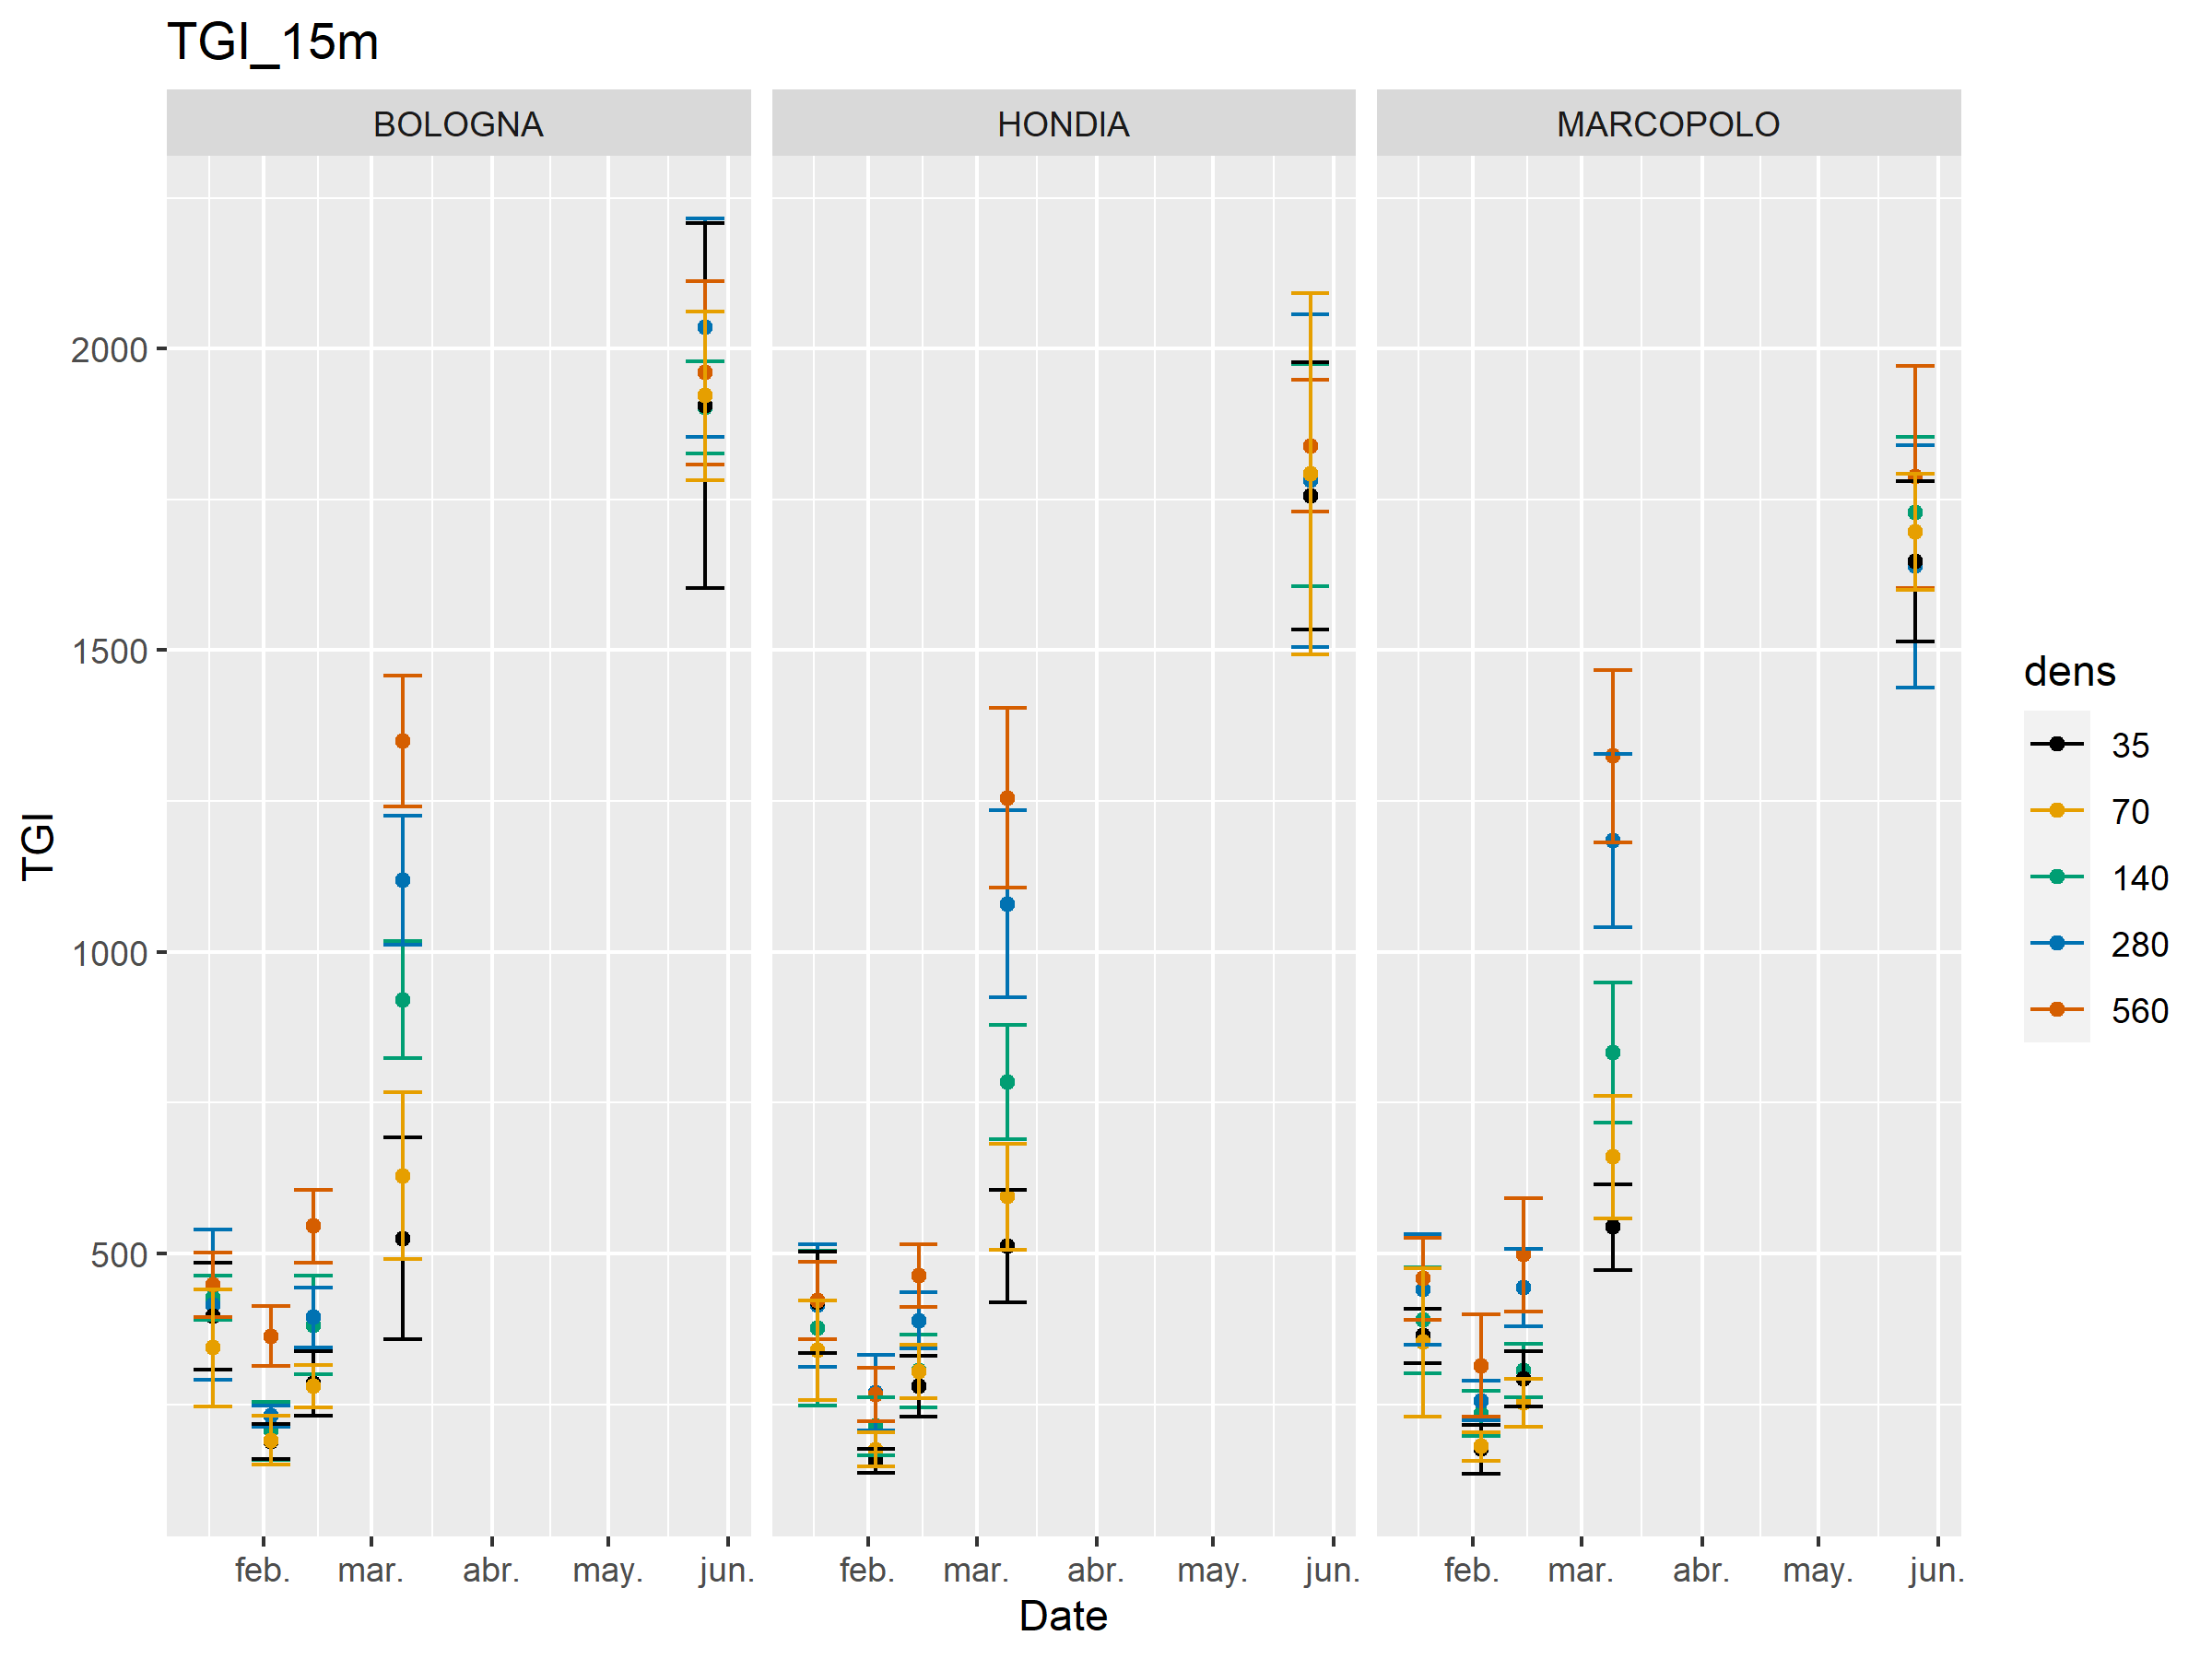 TGI_15m
BOLOGNA HONDIA MARCOPOLO
2000
1500
1000
500
TGI
feb. mar. abr. may. jun. feb. mar. abr. may. jun. feb. mar. abr. may. jun.
Date
dens
35
70
140
280
560